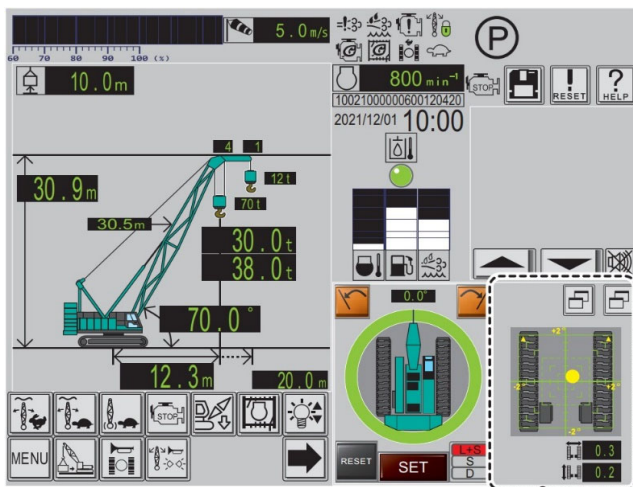 5.0 m/s
60 70 80 90 100 (%)
P
10.0m
800 min⁻¹
STOP
RESET
?
HELP
10021000000600120420
2021/12/01 10:00
4 1
12t
30.9m
70t
30.5m
30.0t
38.0t
70.0°
12.3m
20.0m
0.0°
+2°
-2° +2°
-2°
0.3
0.2
STOP
MENU
RESET
SET
L+S
S
D